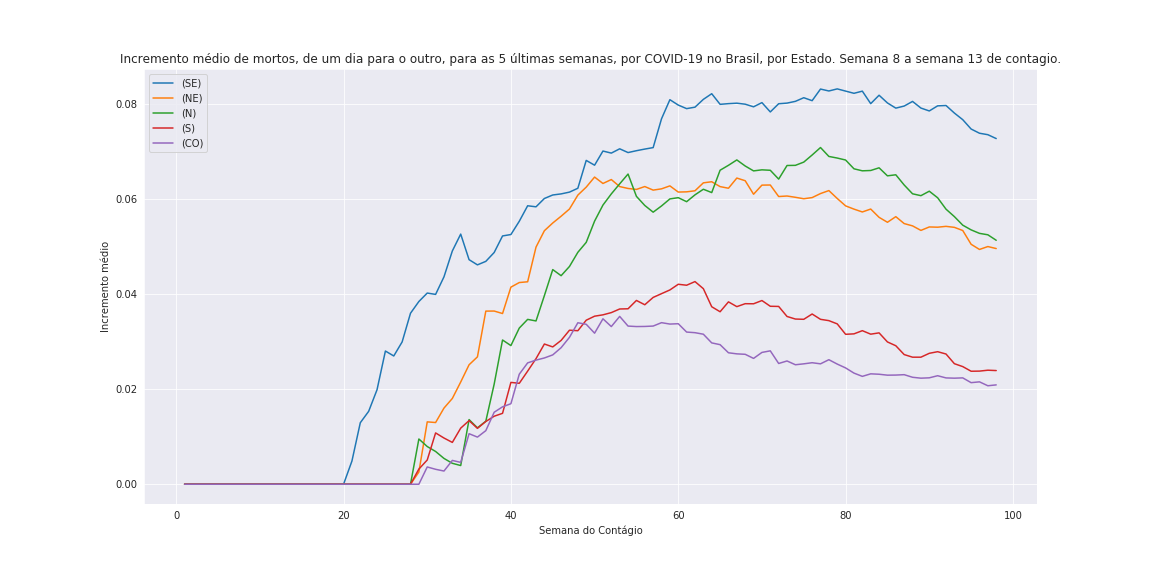 Incremento médio de mortos, de um dia para o outro, para as 5 últimas semanas, por COVID-19 no Brasil, por Estado. Semana 8 a semana 13 de contagio.
(SE)
(NE)
(N)
(S)
(CO)
Incremento médio
0.08
0.06
0.04
0.02
0.00
0 20 40 60 80 100
Semana do Contágio